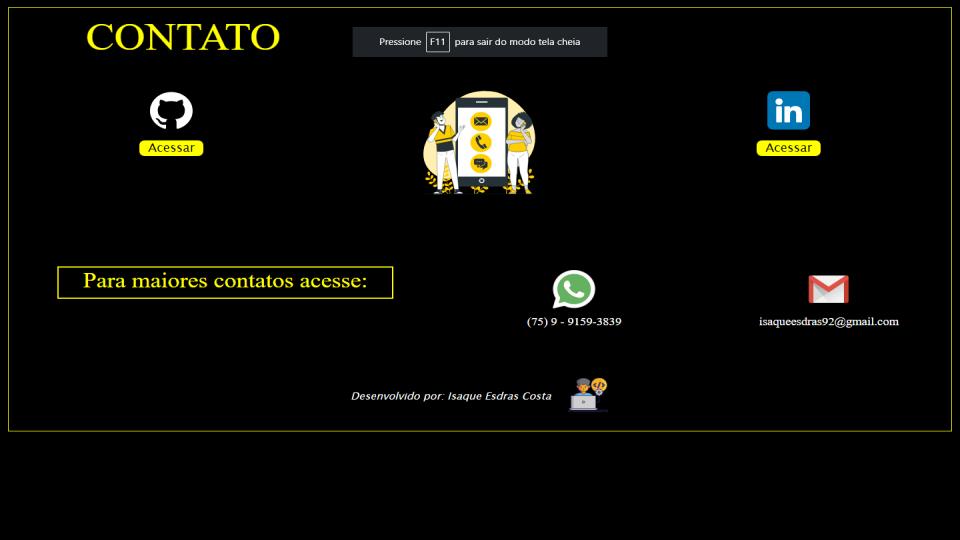 CONTATO
Pressione F11 para sair do modo tela cheia
in
Acessar
Acessar
Para maiores contatos acesse:
(75) 9 - 9159-3839
isaqueesdras92@gmail.com
Desenvolvido por: Isaque Esdras Costa